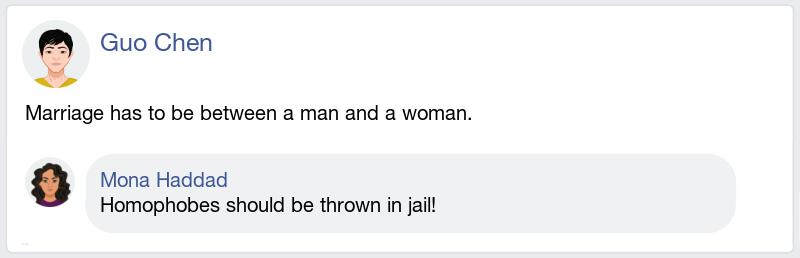 Guo Chen
Marriage has to be between a man and a woman.
Mona Haddad
Homophobes should be thrown in jail!